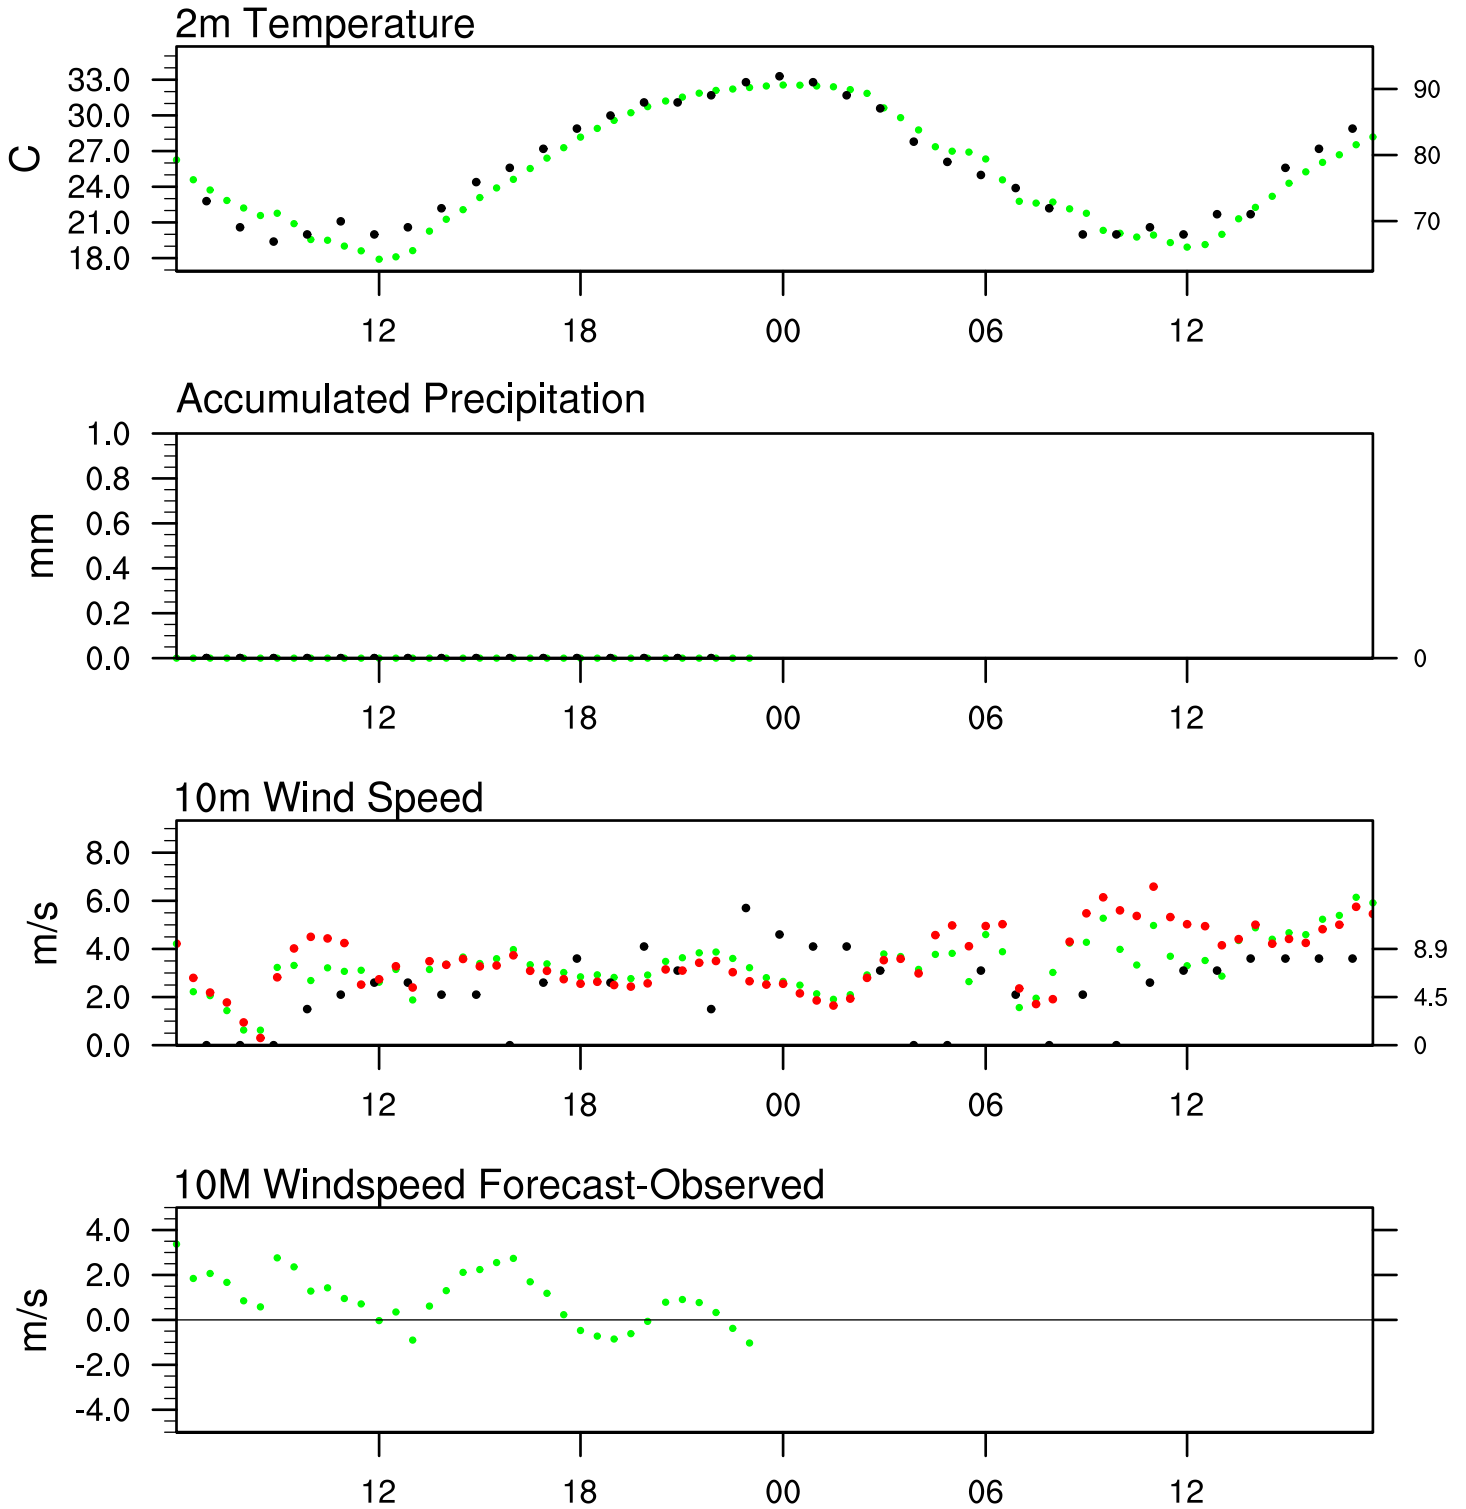 2m Temperature
C
33.0
30.0
27.0
24.0
21.0
18.0
90
80
70
12 18 00 06 12
Accumulated Precipitation
mm
1.0
0.8
0.6
0.4
0.2
0.0
0
12 18 00 06 12
10m Wind Speed
m/s
8.0
6.0
4.0
2.0
0.0
8.9
4.5
0
12 18 00 06 12
10M Windspeed Forecast-Observed
m/s
4.0
2.0
0.0
-2.0
-4.0
12 18 00 06 12